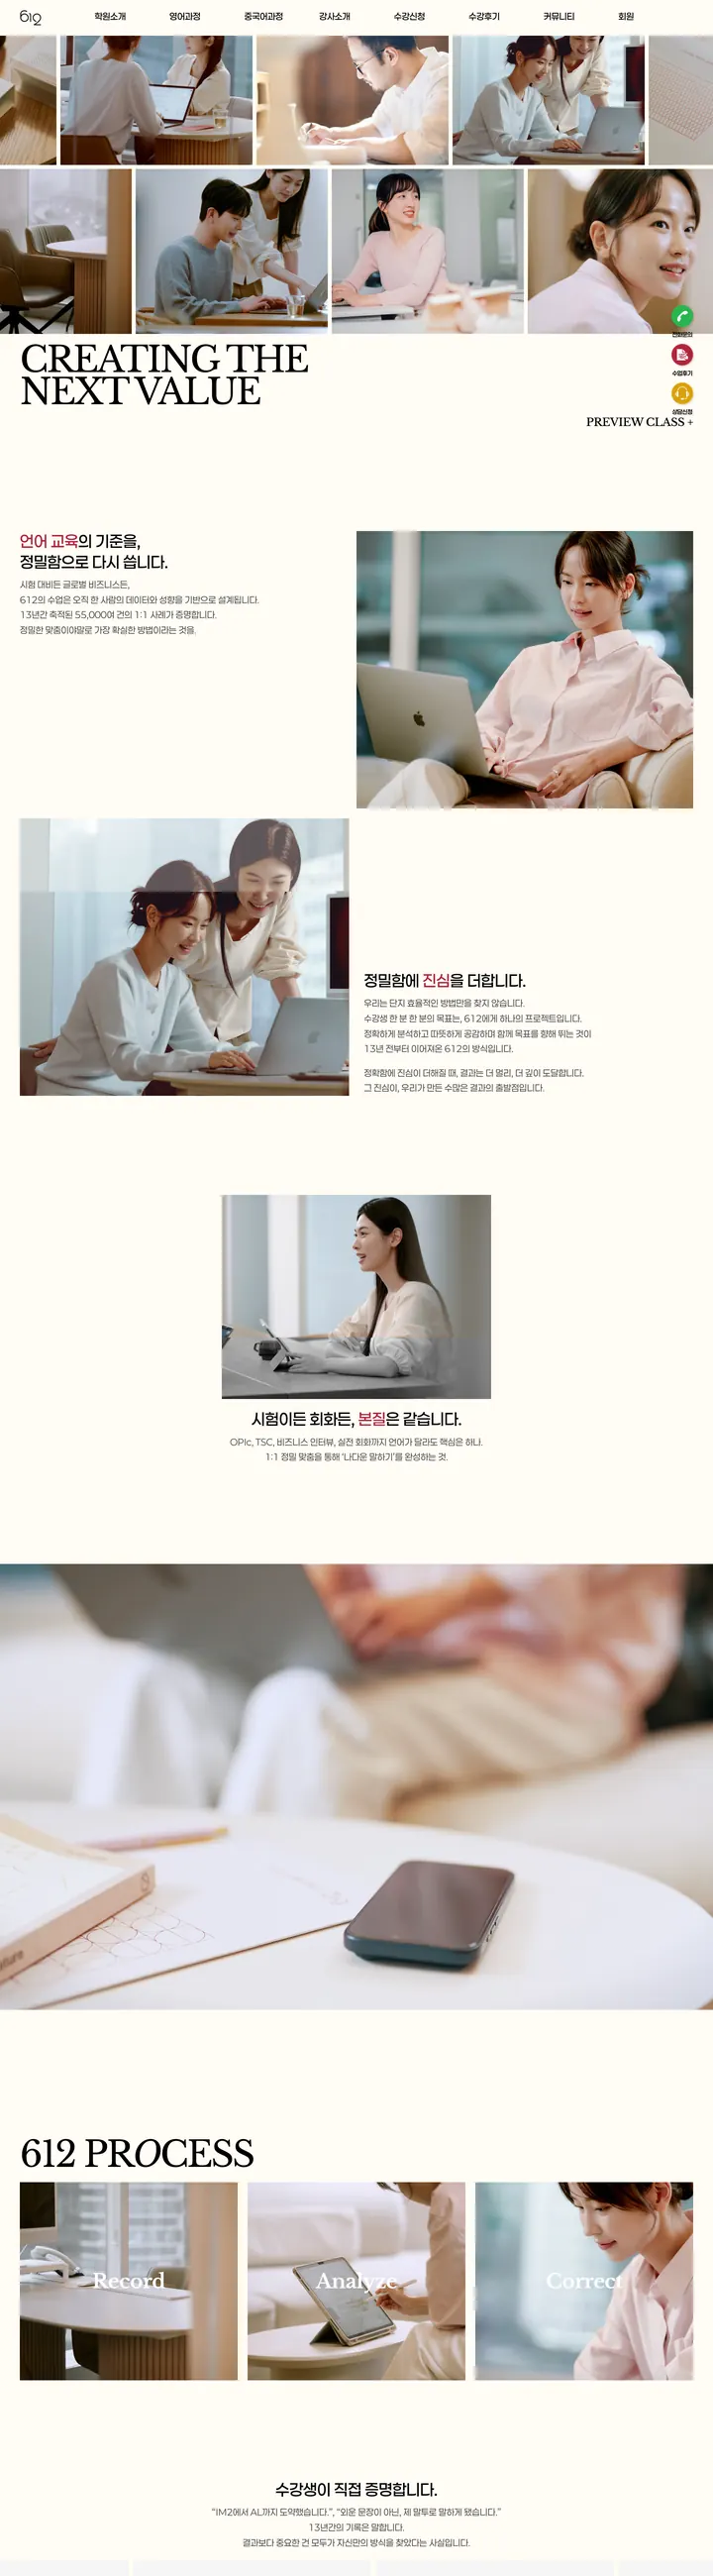 612
학원소개 영어과정 중국어과정 강사소개 수강신청 수강후기 커뮤니티 회원
CREATING THE
NEXT VALUE
전화문의
수업후기
상담신청
PREVIEW CLASS +
언어 교육의 기준을,
정밀함으로 다시 씁니다.
시험 대비든 글로벌 비즈니스든,
612의 수업은 오직 한 사람의 데이터와 성향을 기반으로 설계됩니다.
13년간 축적된 55,000여 건의 1:1 사례가 증명합니다.
정밀한 맞춤이야말로 가장 확실한 방법이라는 것을.
정밀함에 진심을 더합니다.
우리는 단지 효율적인 방법만을 찾지 않습니다.
수강생 한 분 한 분의 목표는, 612에게 하나의 프로젝트입니다.
정확하게 분석하고 따뜻하게 공감하며 함께 목표를 향해 뛰는 것이
13년 전부터 이어져온 612의 방식입니다.
정확함에 진심이 더해질 때, 결과는 더 멀리, 더 깊이 도달합니다.
그 진심이, 우리가 만든 수많은 결과의 출발점입니다.
시험이든 회화든, 본질은 같습니다.
OPIc, TSC, 비즈니스 인터뷰, 실전 회화까지 언어가 달라도 핵심은 하나.
1:1 정밀 맞춤을 통해 '나다운 말하기'를 완성하는 것.
612 PROCESS
Record
Analyze
Correct
수강생이 직접 증명합니다.
“IM2에서 AL까지 도약했습니다.”, “외운 문장이 아닌, 제 말투로 말하게 됐습니다.”
13년간의 기록은 말합니다.
결과보다 중요한 건 모두가 자신만의 방식을 찾았다는 사실입니다.